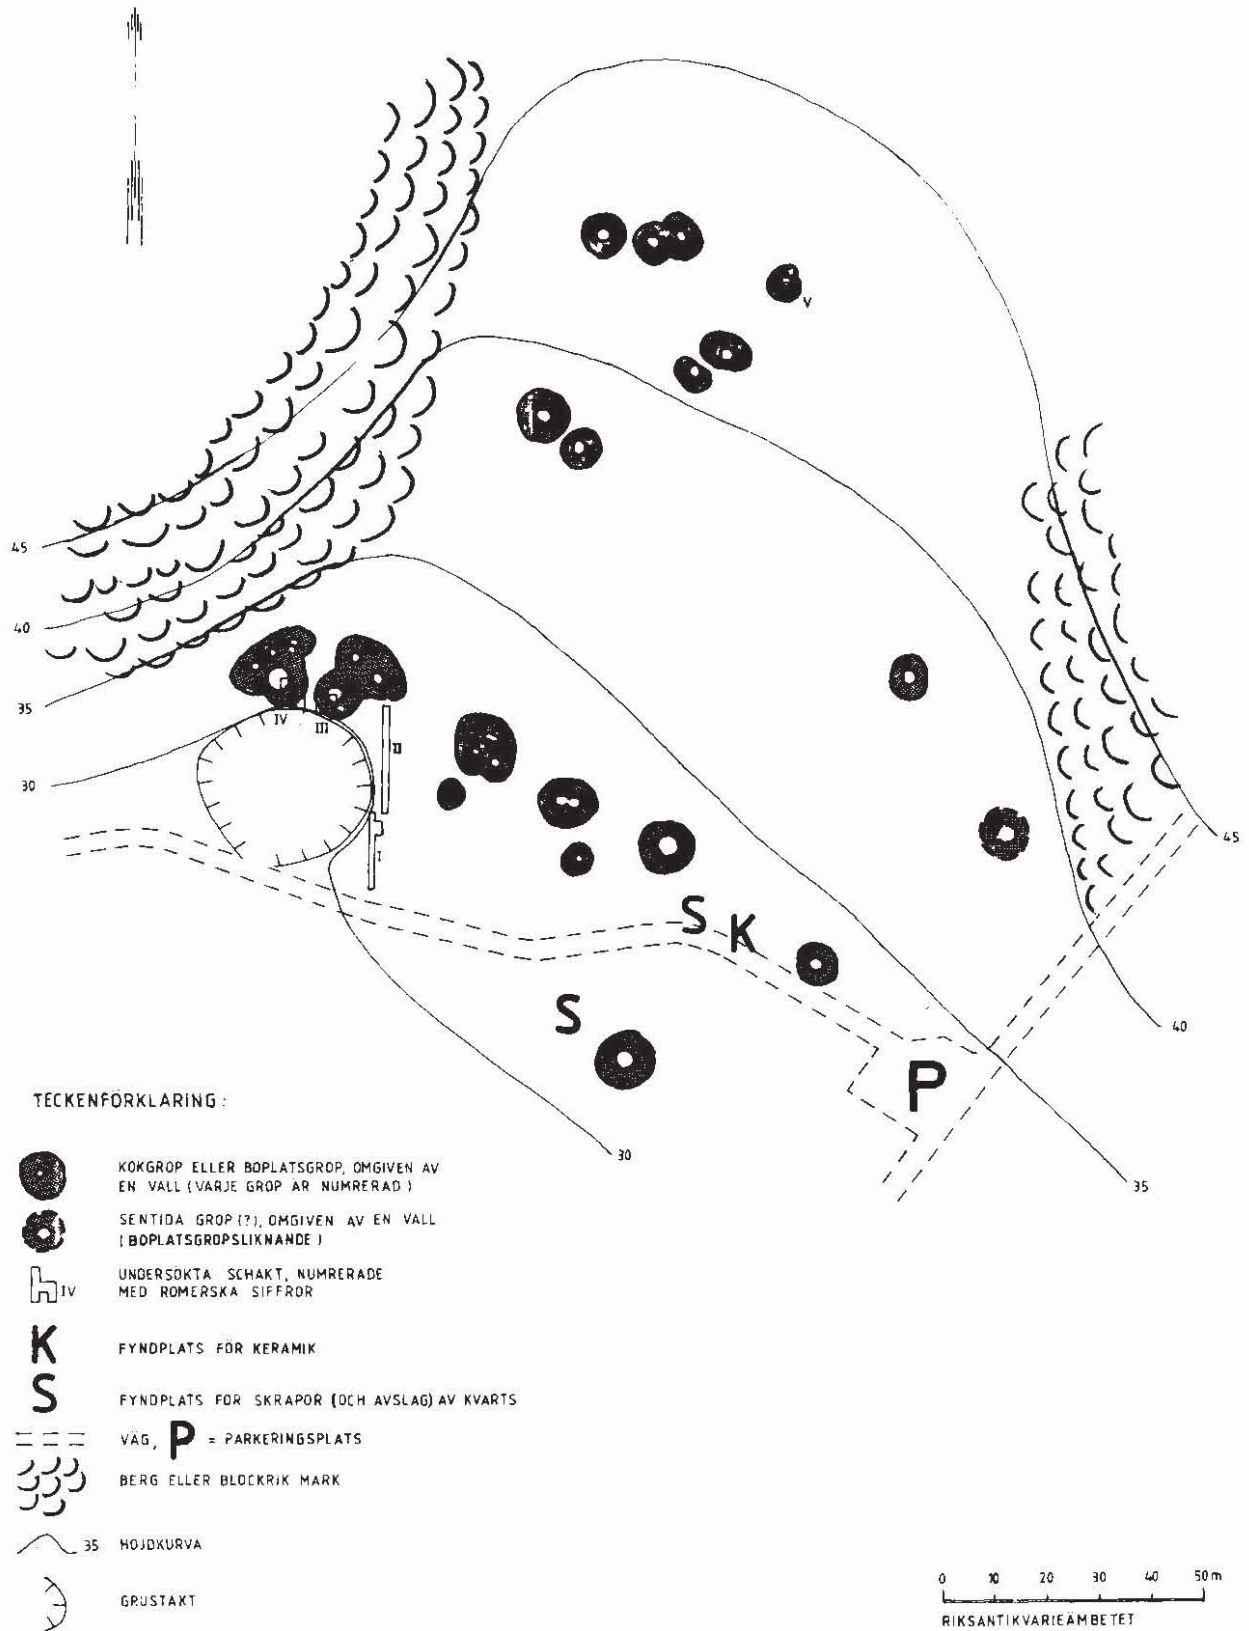 V
45
40
35
30
IV
III
II
I
S
K
S
P
45
40
35
30
TECKENFÖRKLARING:
KOKGROP ELLER BOPLATSGROP, OMGIVEN AV
EN VALL (VARJE GROP ÄR NUMRERAD)
SENTIDA GROP(?), OMGIVEN AV EN VALL
(BOPLATSGROPSLIKNANDE)
IV
UNDERSÖKTA SCHAKT, NUMRERADE
MED ROMERSKA SIFFROR
K
FYNDPLATS FÖR KERAMIK
S
FYNDPLATS FÖR SKRAPOR (OCH AVSLAG) AV KVARTS
VÄG, P = PARKERINGSPLATS
BERG ELLER BLOCKRIK MARK
35 HÖJDKURVA
GRUSTAKT
0 10 20 30 40 50m
RIKSANTIKVARIEÄMBETET